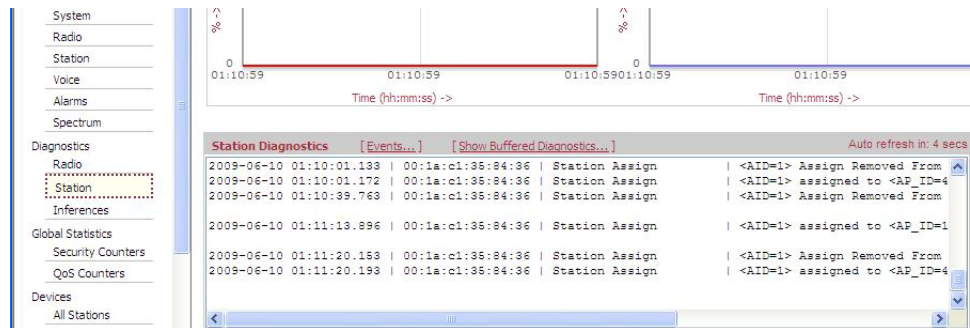 System
Radio
Station
Voice
Alarms
Spectrum
Diagnostics
Radio
Station
Inferences
Global Statistics
Security Counters
QoS Counters
Devices
All Stations
% ->
0
01:10:59 01:10:59 01:10:59
Time (hh:mm:ss) ->
% ->
0
01:10:59 01:10:59
Time (hh:mm:ss) ->
Station Diagnostics [Events...] [Show Buffered Diagnostics...] Auto refresh in: 4 secs
2009-06-10 01:10:01.133 | 00:1a:c1:35:84:36 | Station Assign | <AID=1> Assign Removed From
2009-06-10 01:10:01.172 | 00:1a:c1:35:84:36 | Station Assign | <AID=1> assigned to <AP_ID=4
2009-06-10 01:10:39.763 | 00:1a:c1:35:84:36 | Station Assign | <AID=1> Assign Removed From
2009-06-10 01:11:13.896 | 00:1a:c1:35:84:36 | Station Assign | <AID=1> assigned to <AP_ID=1
2009-06-10 01:11:20.153 | 00:1a:c1:35:84:36 | Station Assign | <AID=1> Assign Removed From
2009-06-10 01:11:20.193 | 00:1a:c1:35:84:36 | Station Assign | <AID=1> assigned to <AP_ID=4